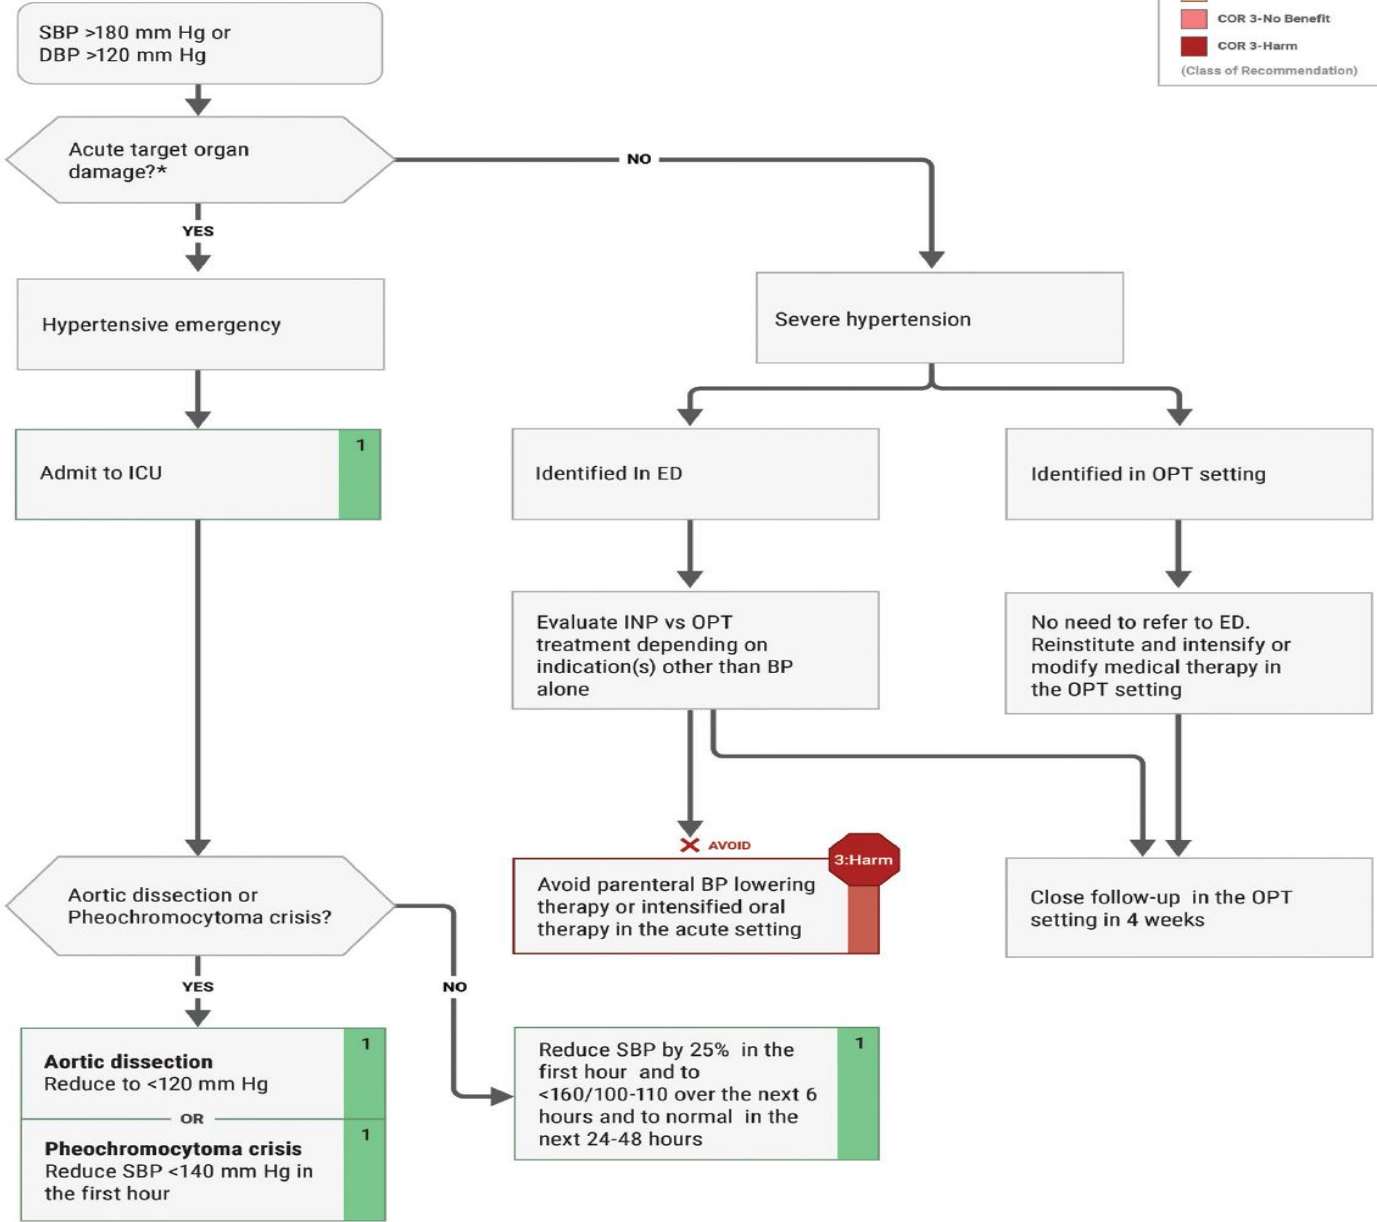 SBP >180 mm Hg or
DBP >120 mm Hg
COR 3-No Benefit
COR 3-Harm
(Class of Recommendation)
Acute target organ
damage?*
NO
YES
Hypertensive emergency
Severe hypertension
Admit to ICU
1
Identified In ED
Identified in OPT setting
Evaluate INP vs OPT
treatment depending on
indication(s) other than BP
alone
No need to refer to ED.
Reinstitute and intensify or
modify medical therapy in
the OPT setting
AVOID
3:Harm
Avoid parenteral BP lowering
therapy or intensified oral
therapy in the acute setting
Close follow-up in the OPT
setting in 4 weeks
Aortic dissection or
Pheochromocytoma crisis?
YES
NO
Aortic dissection
Reduce to <120 mm Hg
1
OR
Pheochromocytoma crisis
Reduce SBP <140 mm Hg in
the first hour
1
Reduce SBP by 25% in the
first hour and to
<160/100-110 over the next 6
hours and to normal in the
next 24-48 hours
1